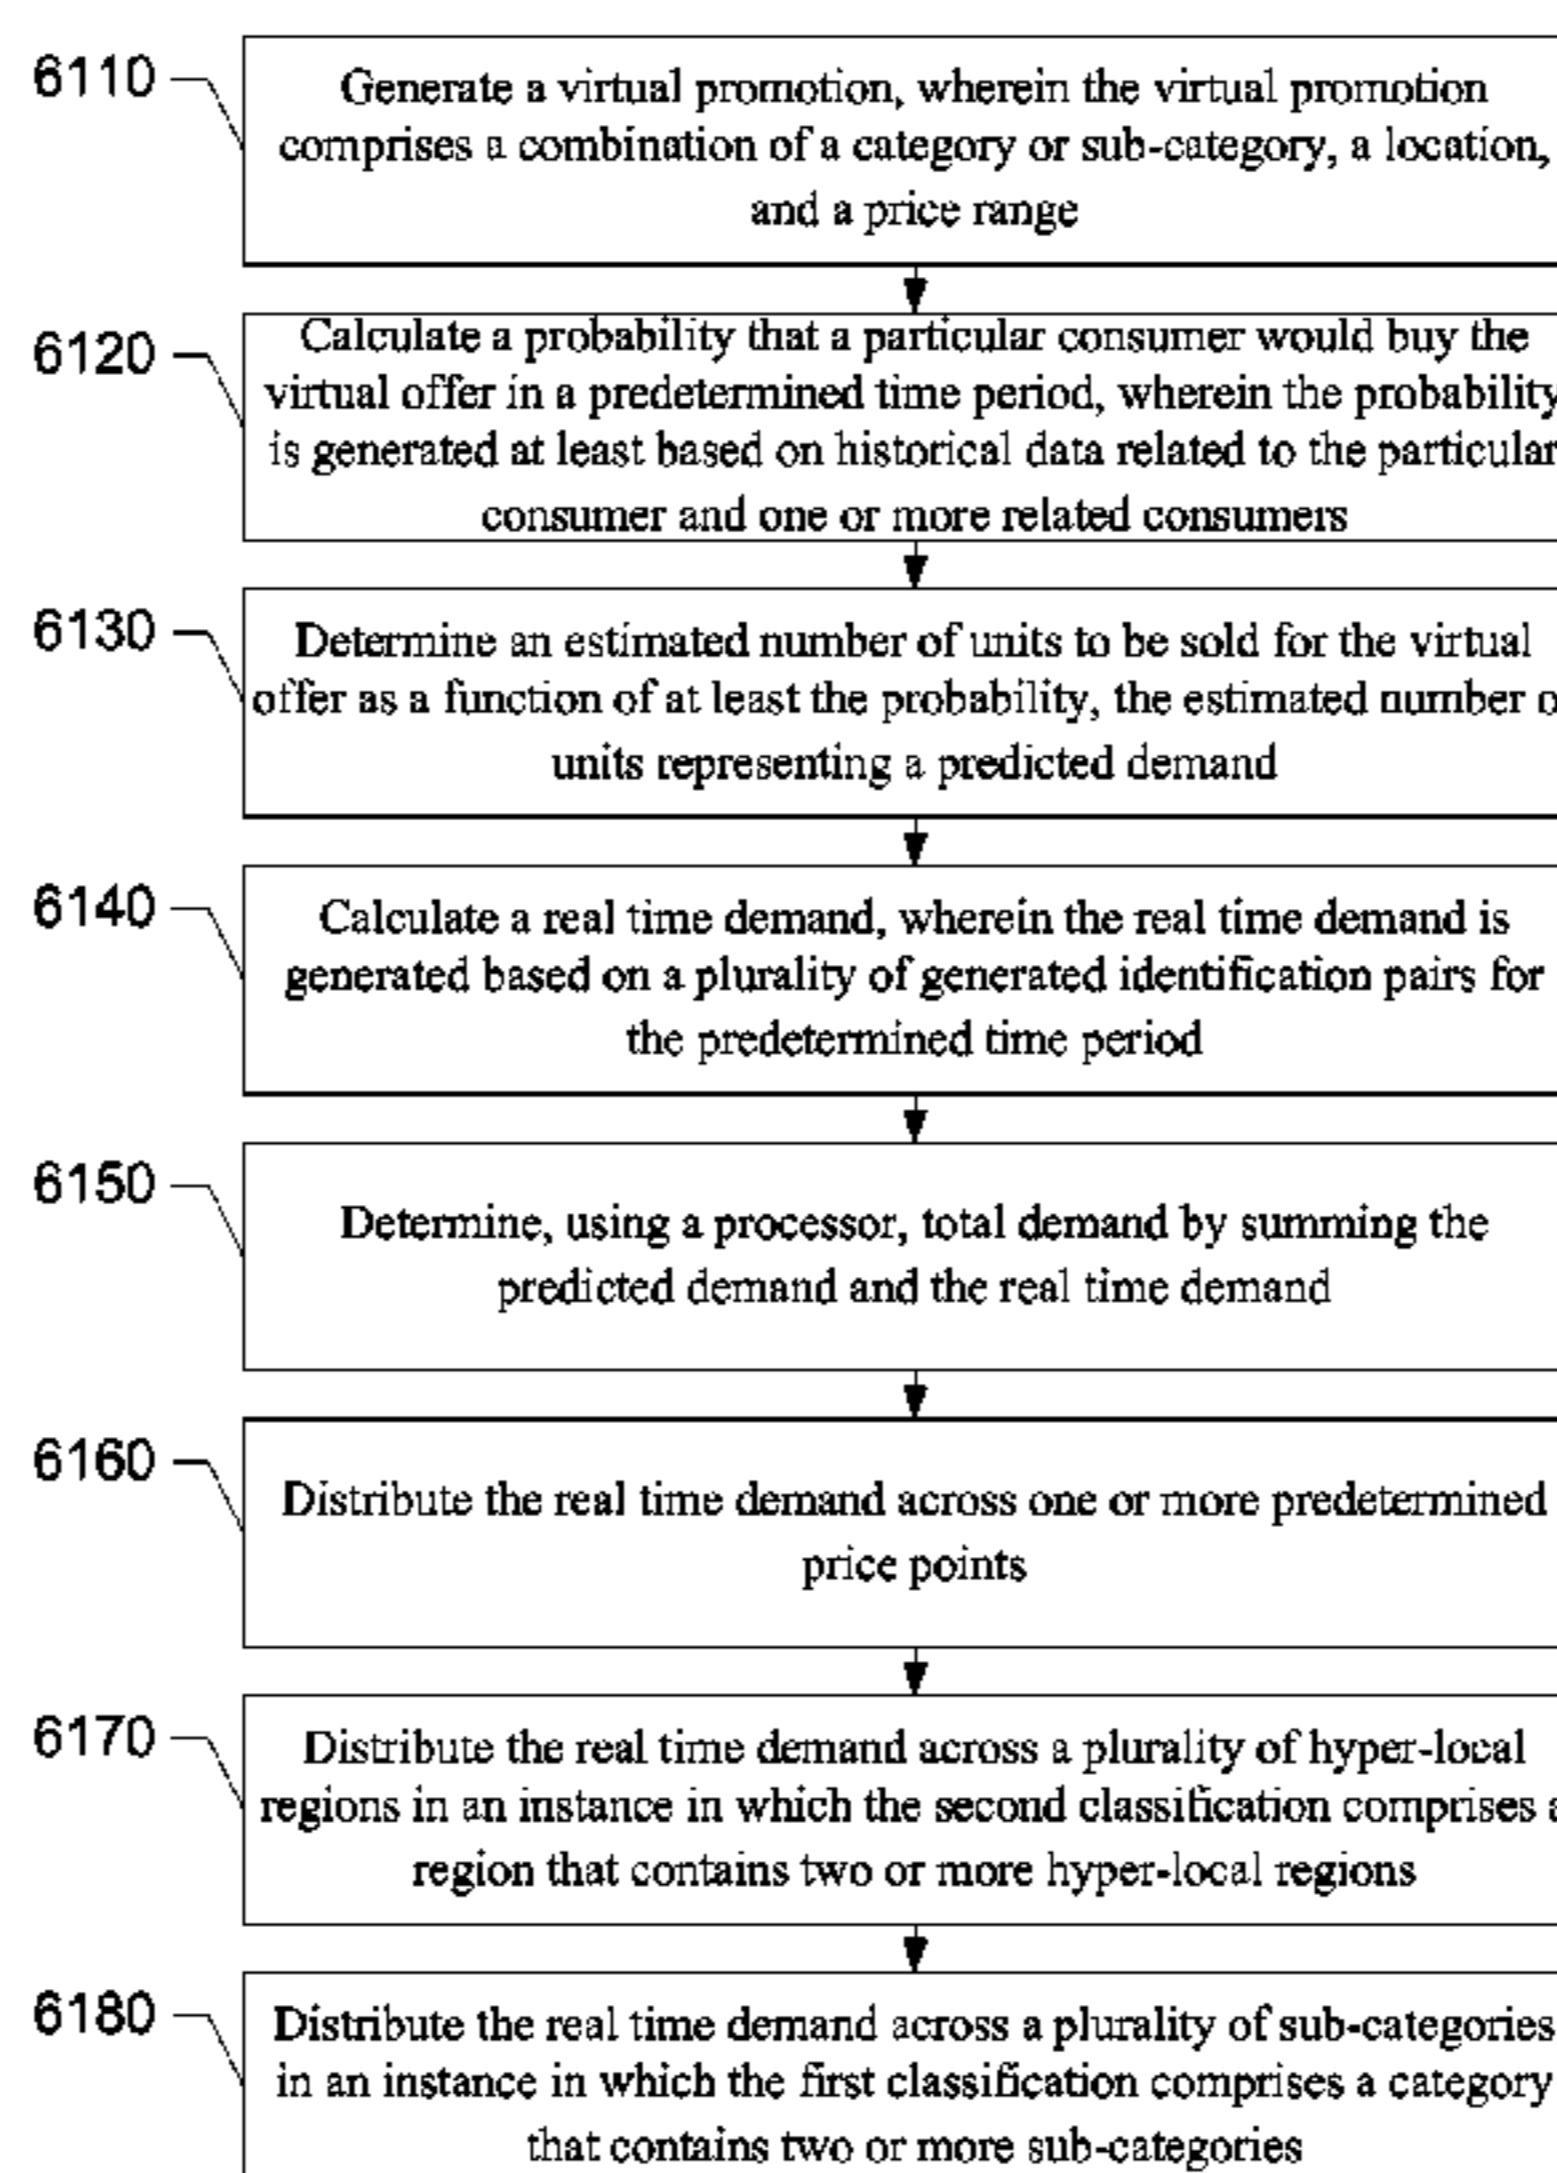 6110
Generate a virtual promotion, wherein the virtual promotion
comprises a combination of a category or sub-category, a location,
and a price range
6120
Calculate a probability that a particular consumer would buy the
virtual offer in a predetermined time period, wherein the probability
is generated at least based on historical data related to the particular
consumer and one or more related consumers
6130
Determine an estimated number of units to be sold for the virtual
offer as a function of at least the probability, the estimated number
units representing a predicted demand
6140
Calculate a real time demand, wherein the real time demand is
generated based on a plurality of generated identification pairs for
the predetermined time period
6150
Determine, using a processor, total demand by summing the
predicted demand and the real time demand
6160
Distribute the real time demand across one or more predetermined
price points
6170
Distribute the real time demand across a plurality of hyper-local
regions in an instance in which the second classification comprises a
region that contains two or more hyper-local regions
6180
Distribute the real time demand across a plurality of sub-categories
in an instance in which the first classification comprises a category
that contains two or more sub-categories